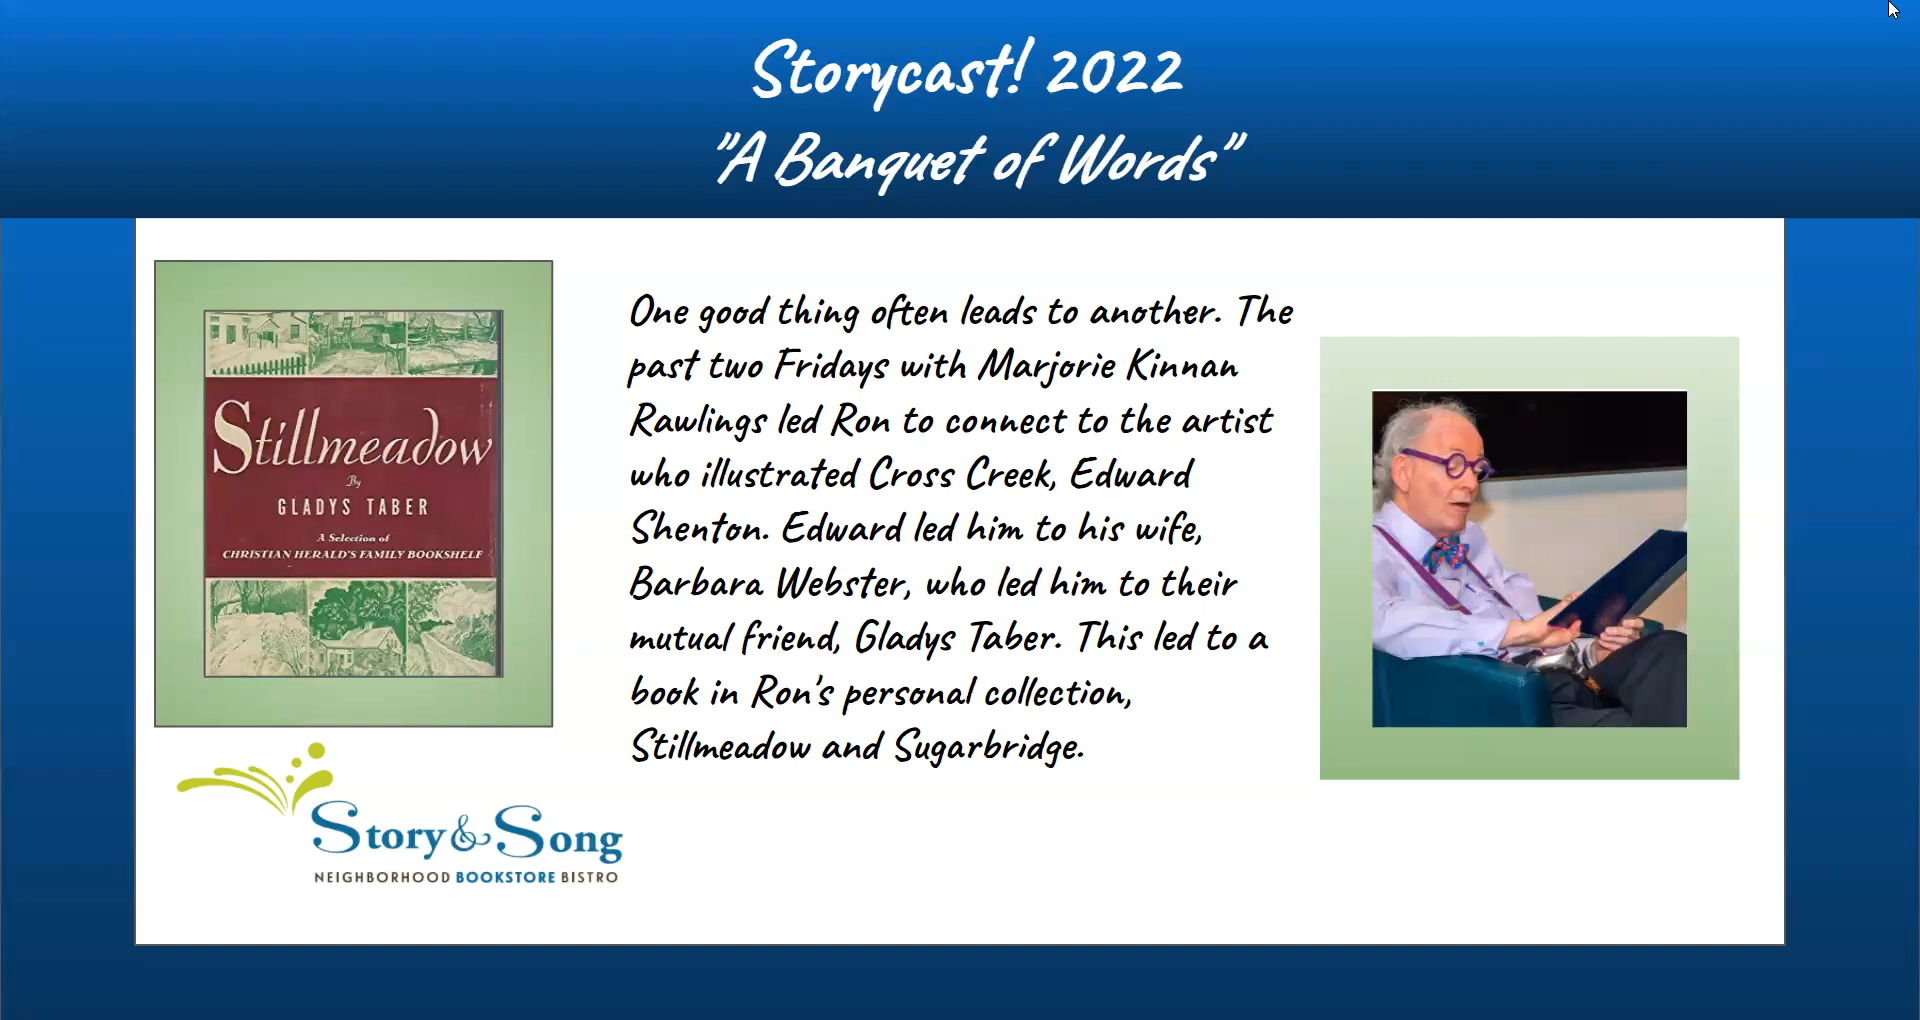 Storycast! 2022
"A Banquet of Words"
Stillmeadow
By
GLADYS TABER
A Selection of
CHRISTIAN HERALD'S FAMILY BOOKSHELF
One good thing often leads to another. The
past two Fridays with Marjorie Kinnan
Rawlings led Ron to connect to the artist
who illustrated Cross Creek, Edward
Shenton. Edward led him to his wife,
Barbara Webster, who led him to their
mutual friend, Gladys Taber. This led to a
book in Ron's personal collection,
Stillmeadow and Sugarbridge.
Story & Song
NEIGHBORHOOD BOOKSTORE BISTRO